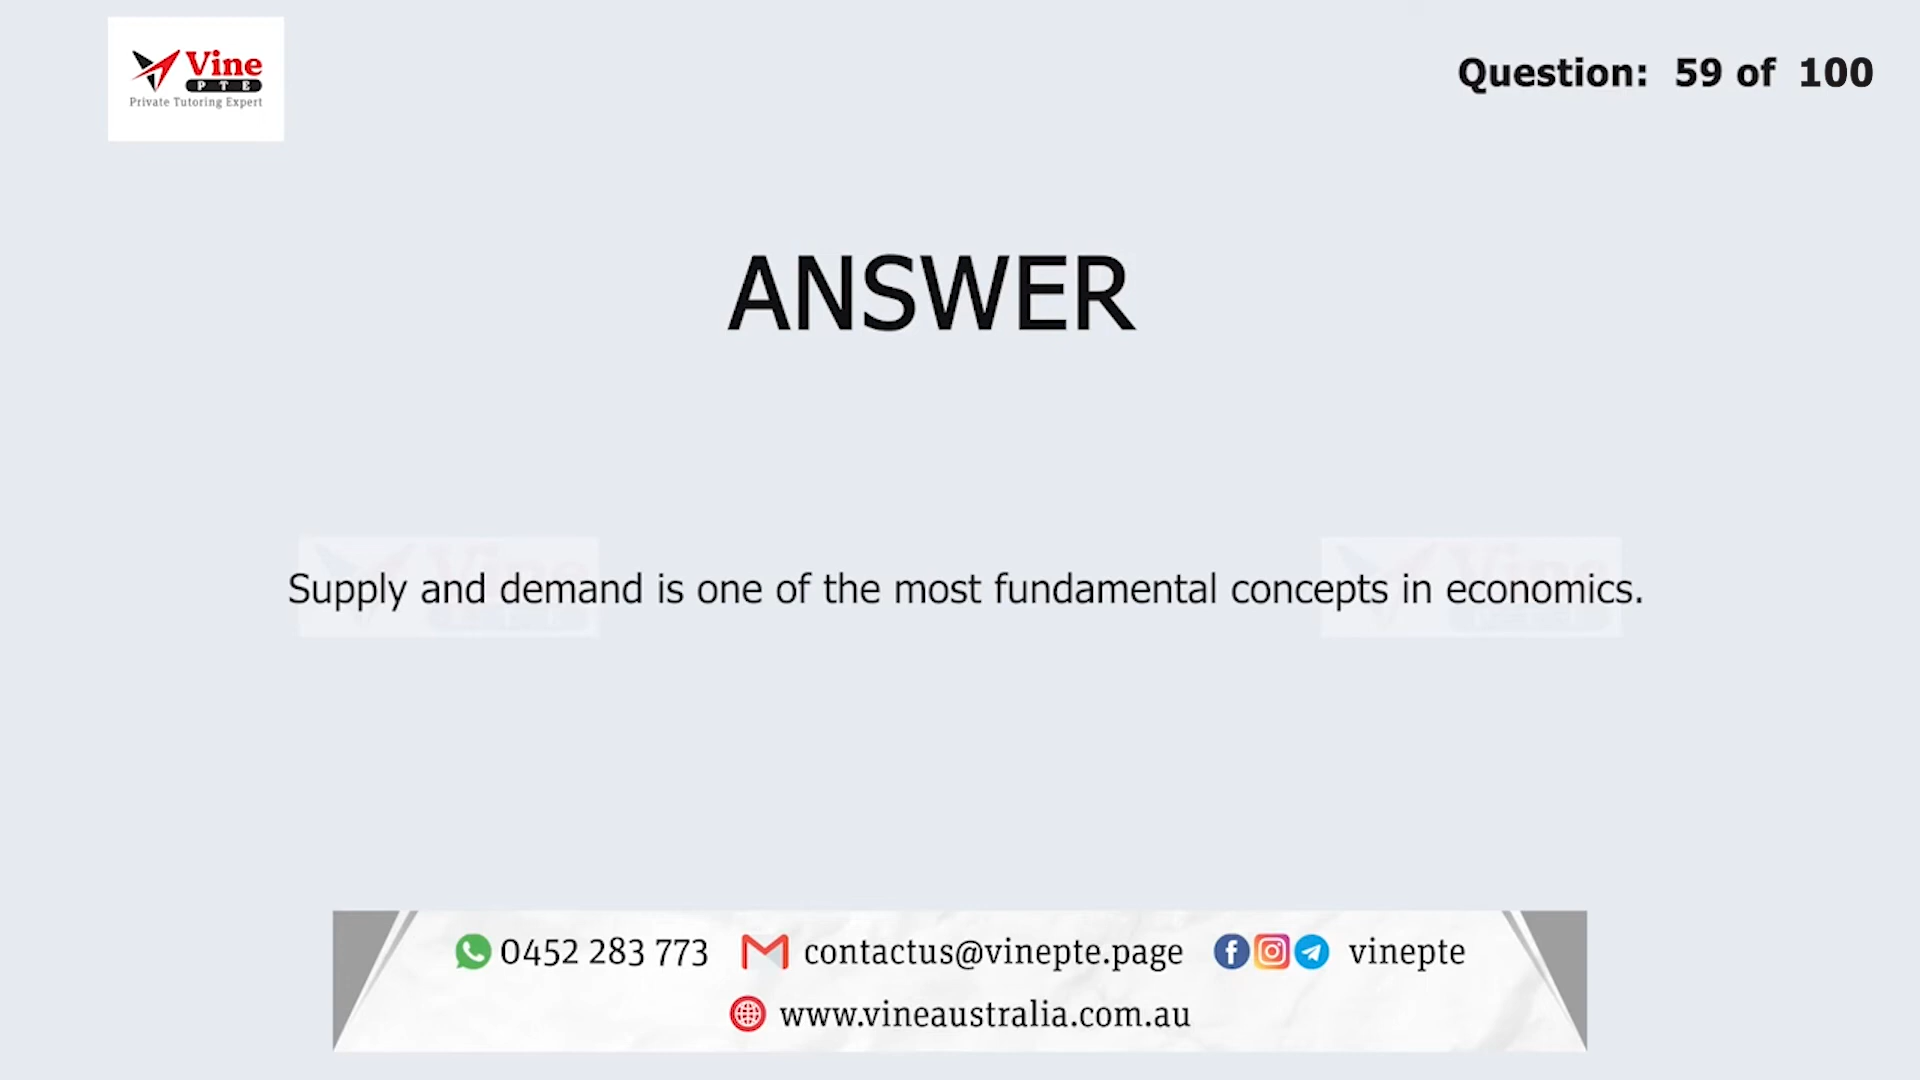 Vine
PTE
Private Tutoring Expert
Question: 59 of 100
ANSWER
Supply and demand is one of the most fundamental concepts in economics.
0452 283 773 contactus@vinepte.page vinepte
www.vineaustralia.com.au